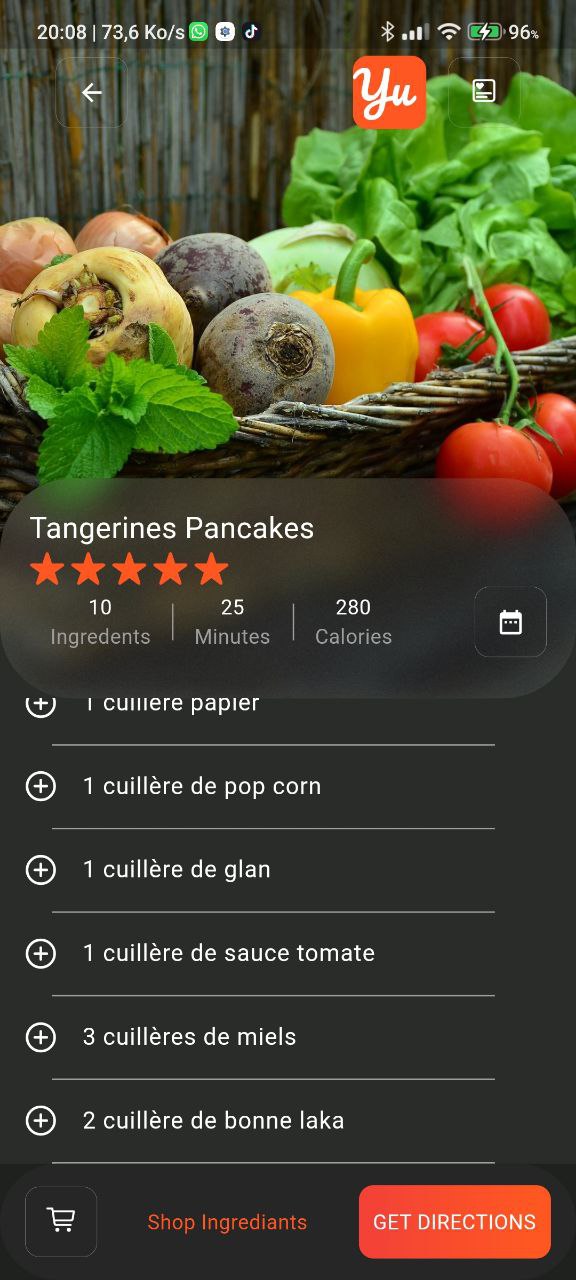 20:08 | 73,6 Ko/s
96%
Yu
Tangerines Pancakes
10
25
280
Ingredents
Minutes
Calories
1 cuillère papier
1 cuillère de pop corn
1 cuillère de glan
1 cuillère de sauce tomate
3 cuillères de miels
2 cuillère de bonne laka
Shop Ingrediants
GET DIRECTIONS